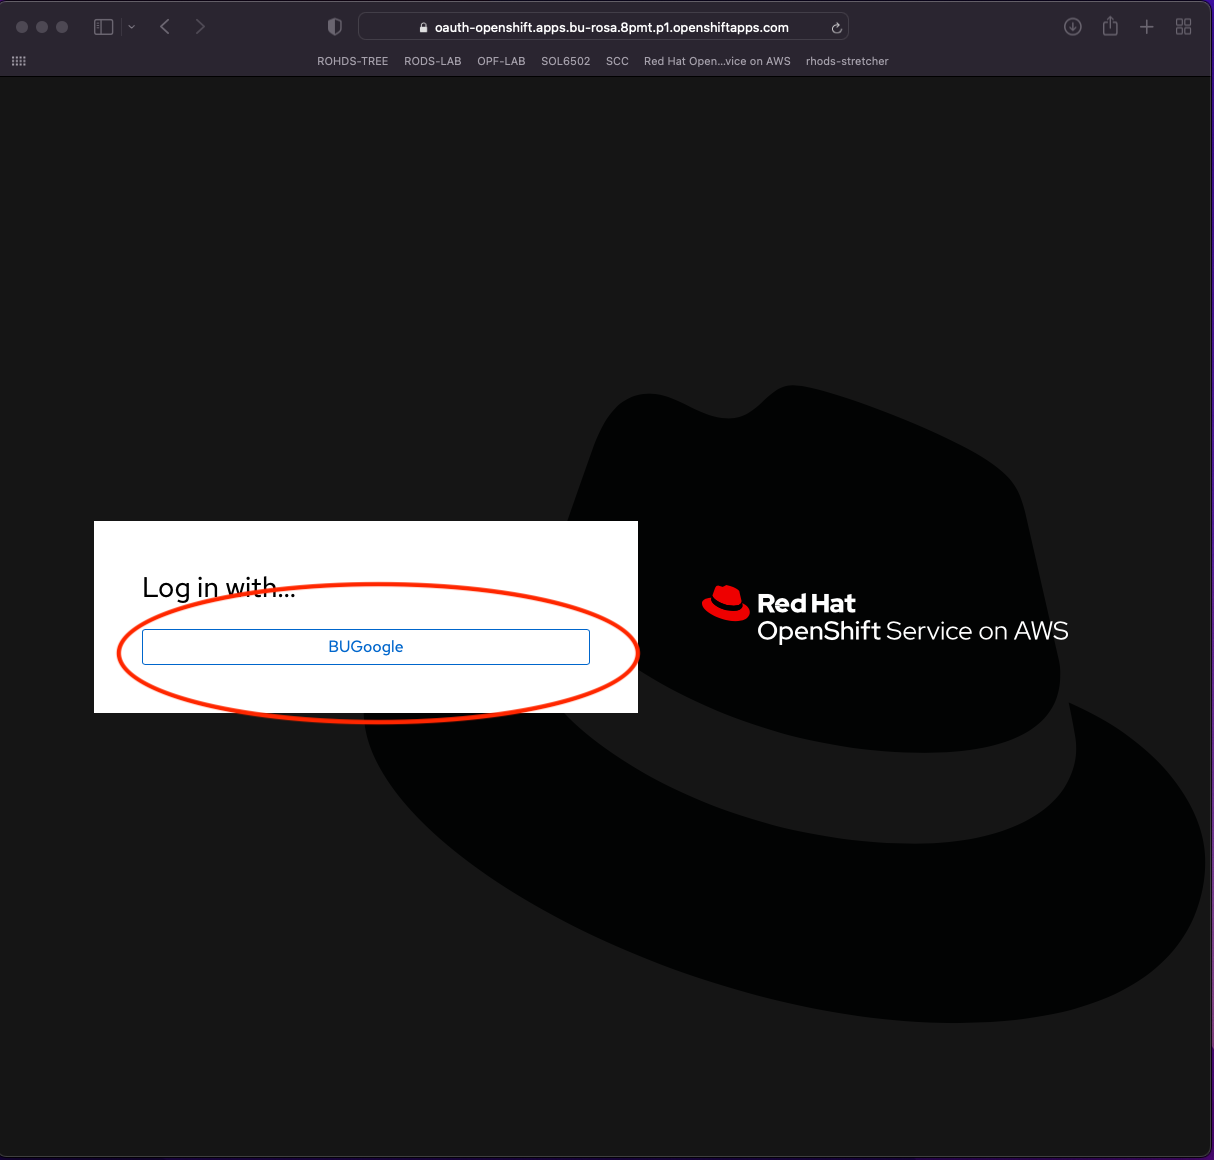 oauth-openshift.apps.bu-rosa.8pmt.p1.openshiftapps.com
ROHDS-TREE RODS-LAB OPF-LAB SOL6502 SCC Red Hat Open...vice on AWS rhods-stretcher
Log in with...
BUGoogle
Red Hat
OpenShift Service on AWS